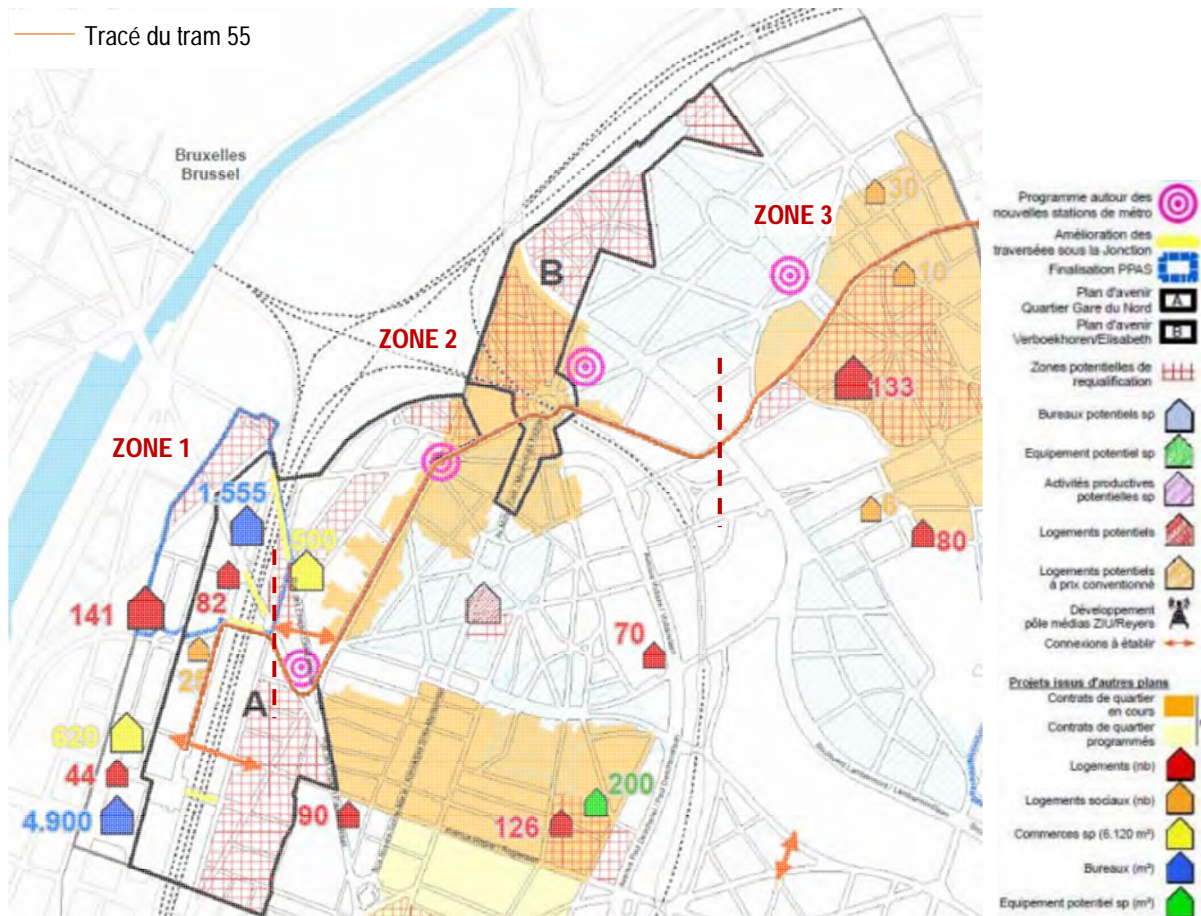 Tracé du tram 55
Bruxelles
Brussel
ZONE 1
ZONE 2
ZONE 3
B
A
30
10
133
6
80
1.555
500
82
141
25
620
44
4.900
90
126
200
70
Programme autour des
nouvelles stations de métro
Amélioration des
traversées sous la Jonction
Finalisation PPAS
Plan d'avenir
Quartier Gare du Nord
A
Plan d'avenir
Verboekhoren/Elisabeth
B
Zones potentielles de
requalification
Bureaux potentiels sp
Equipement potentiel sp
Activités productives
potentielles sp
Logements potentiels
Logements potentiels
à prix conventionné
Développement
pôle médias ZIU/Reyers
Connexions à établir
Projets issus d'autres plans
Contrats de quartier
en cours
Contrats de quartier
programmés
Logements (nb)
Logements sociaux (nb)
Commerces sp (6.120 m²)
Bureaux (m²)
Equipement potentiel sp (m²)